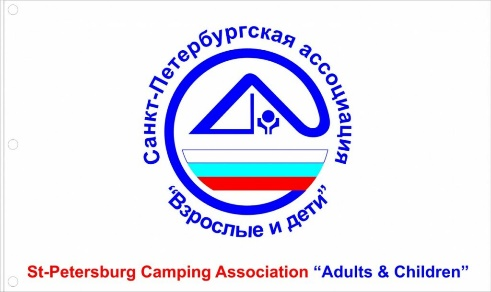 Санкт-Петербургская ассоциация
“Взрослые и дети”
St-Petersburg Camping Association “Adults & Children”